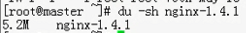 [root@master ~]# du -sh nginx-1.4.1
5.2M nginx-1.4.1